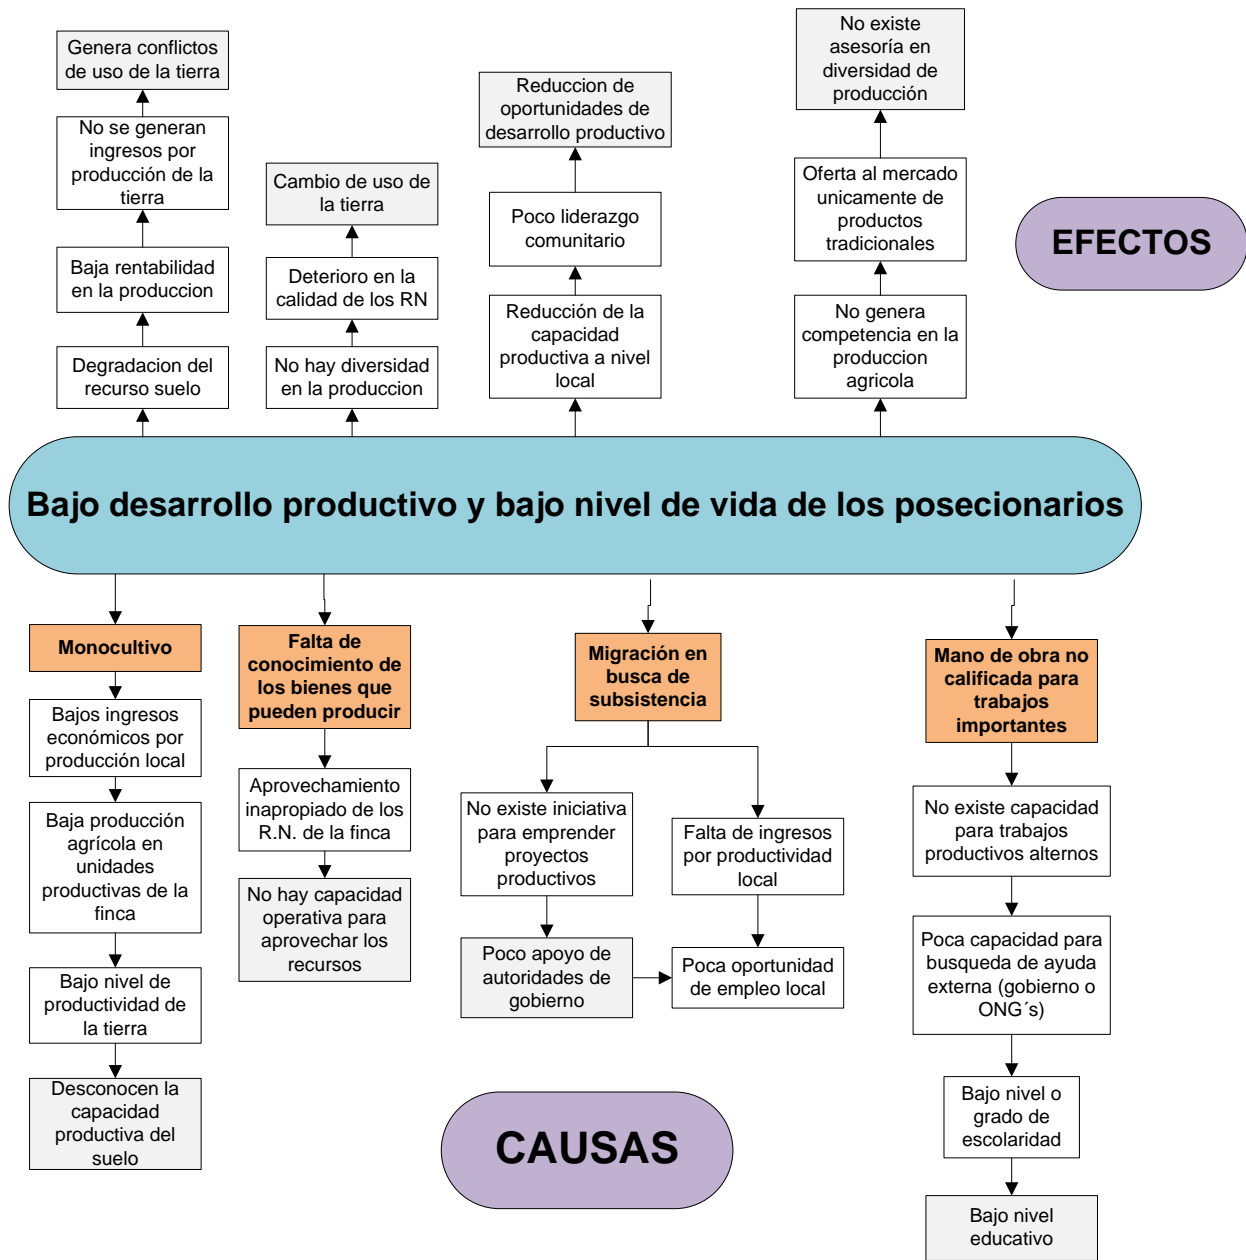 Genera conflictos
de uso de la tierra
No se generan
ingresos por
producción de la
tierra
Baja rentabilidad
en la produccion
Degradacion del
recurso suelo
Cambio de uso de
la tierra
Deterioro en la
calidad de los RN
No hay diversidad
en la produccion
Reduccion de
oportunidades de
desarrollo productivo
Poco liderazgo
comunitario
Reducción de la
capacidad
productiva a nivel
local
No existe
asesoría en
diversidad de
producción
Oferta al mercado
unicamente de
productos
tradicionales
No genera
competencia en la
produccion
agricola
EFECTOS
Bajo desarrollo productivo y bajo nivel de vida de los posecionarios
Monocultivo
Bajos ingresos
económicos por
producción local
Baja producción
agrícola en
unidades
productivas de la
finca
Bajo nivel de
productividad de
la tierra
Desconocen la
capacidad
productiva del
suelo
Falta de
conocimiento de
los bienes que
pueden producir
Aprovechamiento
inapropiado de los
R.N. de la finca
No hay capacidad
operativa para
aprovechar los
recursos
Migración en
busca de
subsistencia
No existe iniciativa
para emprender
proyectos
productivos
Poco apoyo de
autoridades de
gobierno
Falta de ingresos
por productividad
local
Poca oportunidad
de empleo local
Mano de obra no
calificada para
trabajos
importantes
No existe capacidad
para trabajos
productivos alternos
Poca capacidad para
busqueda de ayuda
externa (gobierno o
ONG´s)
Bajo nivel o
grado de
escolaridad
Bajo nivel
educativo
CAUSAS